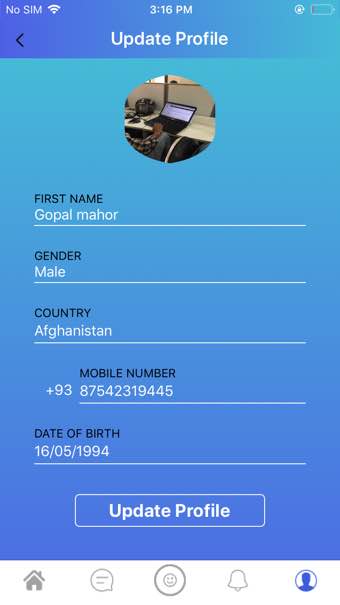 No SIM 3:16 PM
Update Profile
FIRST NAME
Gopal mahor
GENDER
Male
COUNTRY
Afghanistan
MOBILE NUMBER
+93 87542319445
DATE OF BIRTH
16/05/1994
Update Profile